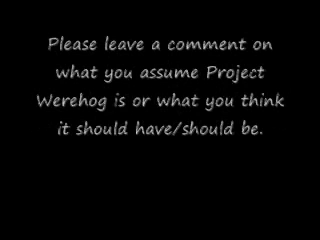 Please leave a comment on
what you assume Project
Werehog is or what you think
it should have/should be.